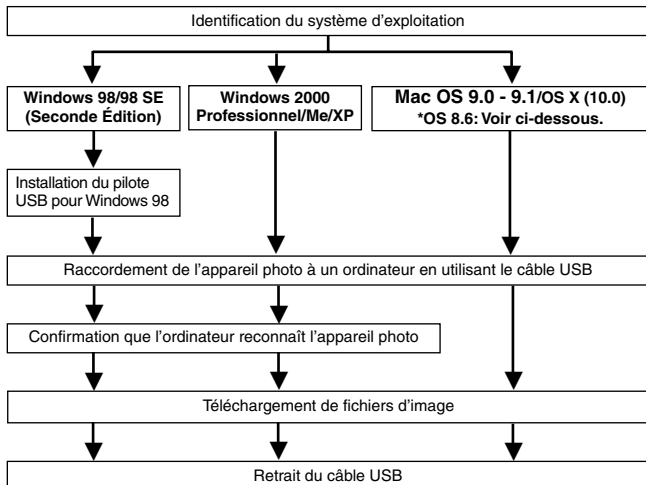 Identification du système d'exploitation
Windows 98/98 SE
(Seconde Édition)
Windows 2000
Professionnel/Me/XP
Mac OS 9.0 - 9.1/OS X (10.0)
*OS 8.6: Voir ci-dessous.
Installation du pilote
USB pour Windows 98
Raccordement de l'appareil photo à un ordinateur en utilisant le câble USB
Confirmation que l'ordinateur reconnaît l'appareil photo
Téléchargement de fichiers d'image
Retrait du câble USB